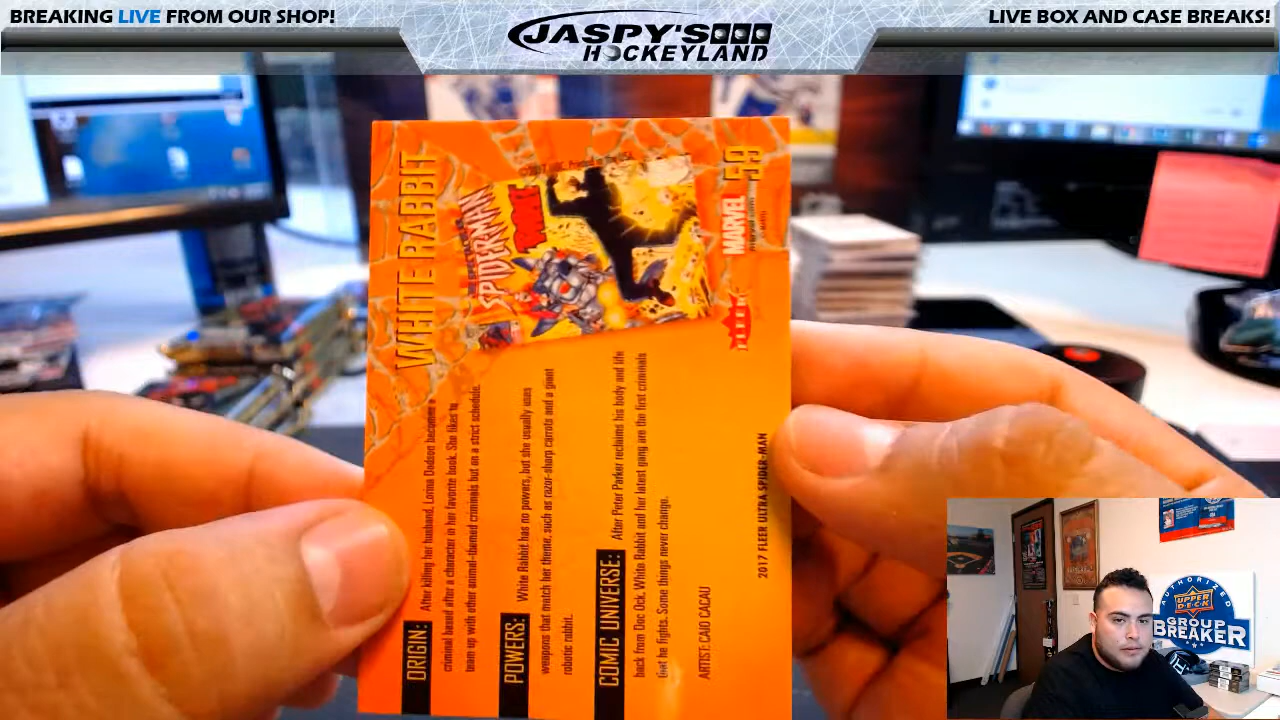 BREAKING LIVE FROM OUR SHOP!
JASPY'S
HOCKEYLAND
LIVE BOX AND CASE BREAKS!
WHITE RABBIT
59
Printed in the USA.
SPIDER-MAN
MARVEL
FLEER
ORIGIN: After killing her husband, Lorina Dodson becomes a
criminal based after a character in her favorite book. She likes to
team up with other animal-themed criminals but on a strict schedule.
POWERS: White Rabbit has no powers, but she usually uses
weapons that match her theme, such as razor-sharp carrots and a giant
robotic rabbit.
COMIC UNIVERSE: After Peter Parker reclaims his body and life
back from Doc Ock, White Rabbit and her latest gang are the first criminals
that he fights. Some things never change.
ARTIST: CAIO CACAU
2017 FLEER ULTRA SPIDER-MAN
UPPER DECK
GROUP
BREAKER